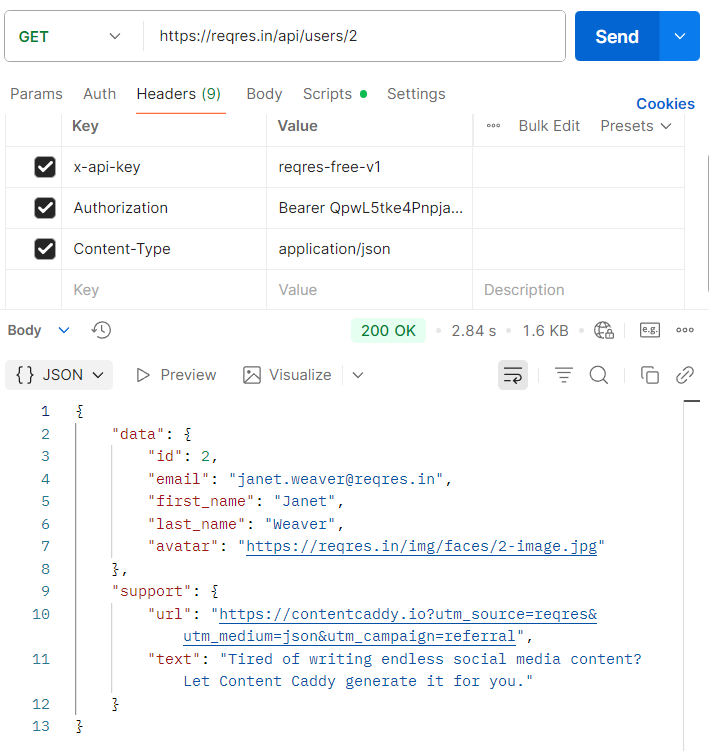 GET https://reqres.in/api/users/2 Send
Params Auth Headers (9) Body Scripts Settings
Cookies
Key Value Bulk Edit Presets
x-api-key reqres-free-v1
Authorization Bearer QpwL5tke4Pnpja...
Content-Type application/json
Key Value Description
Body 200 OK 2.84 s 1.6 KB e.g.
{} JSON Preview Visualize
1 {
2 "data": {
3 "id": 2,
4 "email": "janet.weaver@reqres.in",
5 "first_name": "Janet",
6 "last_name": "Weaver",
7 "avatar": "https://reqres.in/img/faces/2-image.jpg"
8 },
9 "support": {
10 "url": "https://contentcaddy.io?utm_source=reqres&
utm_medium=json&utm_campaign=referral",
11 "text": "Tired of writing endless social media content?
Let Content Caddy generate it for you."
12 }
13 }